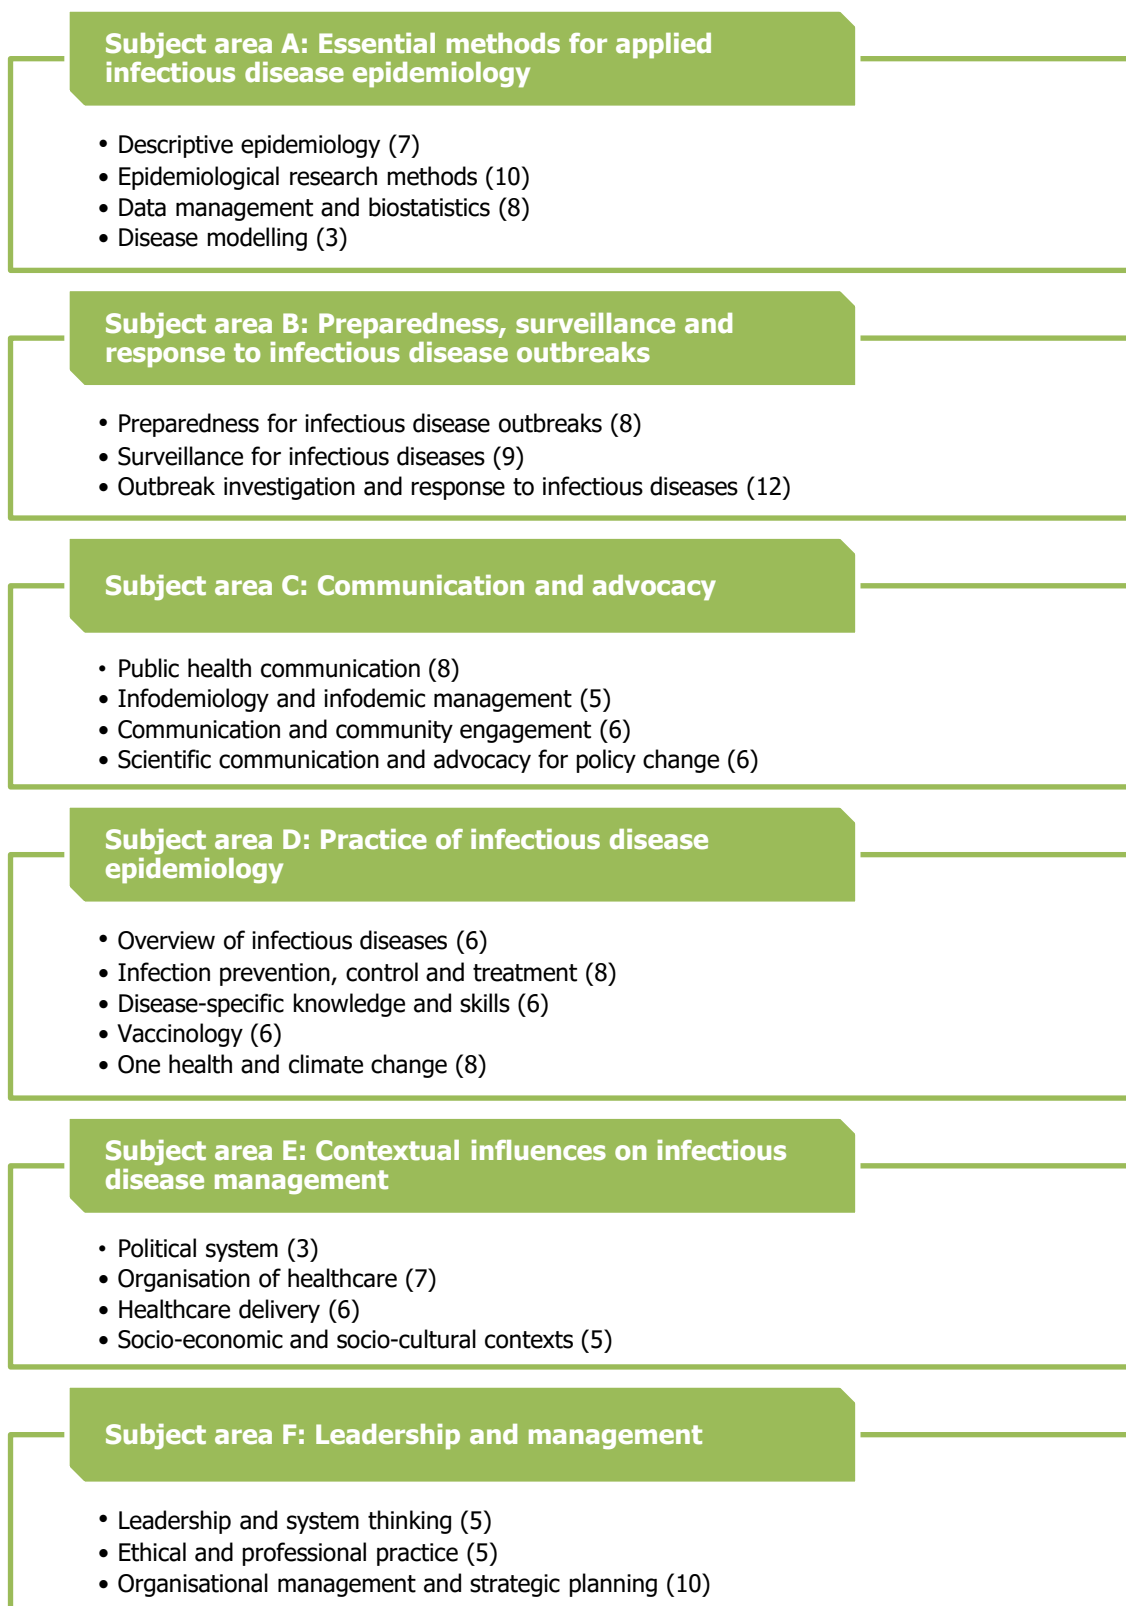 Subject area A: Essential methods for applied
infectious disease epidemiology
• Descriptive epidemiology (7)
• Epidemiological research methods (10)
• Data management and biostatistics (8)
• Disease modelling (3)
Subject area B: Preparedness, surveillance and
response to infectious disease outbreaks
• Preparedness for infectious disease outbreaks (8)
• Surveillance for infectious diseases (9)
• Outbreak investigation and response to infectious diseases (12)
Subject area C: Communication and advocacy
• Public health communication (8)
• Infodemiology and infodemic management (5)
• Communication and community engagement (6)
• Scientific communication and advocacy for policy change (6)
Subject area D: Practice of infectious disease
epidemiology
• Overview of infectious diseases (6)
• Infection prevention, control and treatment (8)
• Disease-specific knowledge and skills (6)
• Vaccinology (6)
• One health and climate change (8)
Subject area E: Contextual influences on infectious
disease management
• Political system (3)
• Organisation of healthcare (7)
• Healthcare delivery (6)
• Socio-economic and socio-cultural contexts (5)
Subject area F: Leadership and management
• Leadership and system thinking (5)
• Ethical and professional practice (5)
• Organisational management and strategic planning (10)